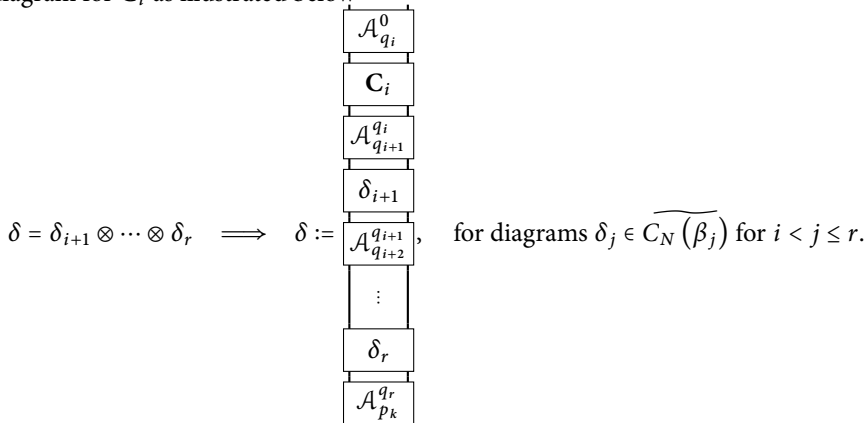 diagram for C_i as illustrated below
𝒜^0_{q_i}
C_i
𝒜^{q_i}_{q_{i+1}}
δ_{i+1}
δ = δ_{i+1} ⊗ ⋯ ⊗ δ_r ⟹ δ := 𝒜^{q_{i+1}}_{q_{i+2}}, for diagrams δ_j ∈ \widetilde{C_N(β_j)} for i < j ≤ r.
⋮
δ_r
𝒜^{q_r}_{p_k}